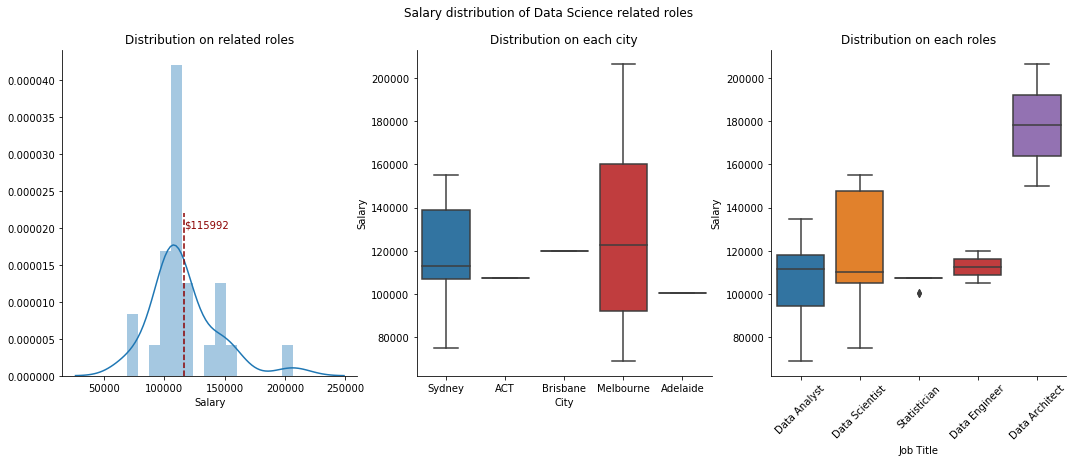 Salary distribution of Data Science related roles
Distribution on related roles
0.000040
0.000035
0.000030
0.000025
0.000020
0.000015
0.000010
0.000005
0.000000
$115992
50000 100000 150000 200000 250000
Salary
Distribution on each city
Salary
200000
180000
160000
140000
120000
100000
80000
Sydney ACT Brisbane Melbourne Adelaide
City
Distribution on each roles
Salary
200000
180000
160000
140000
120000
100000
80000
Data Analyst
Data Scientist
Statistician
Data Engineer
Data Architect
Job Title